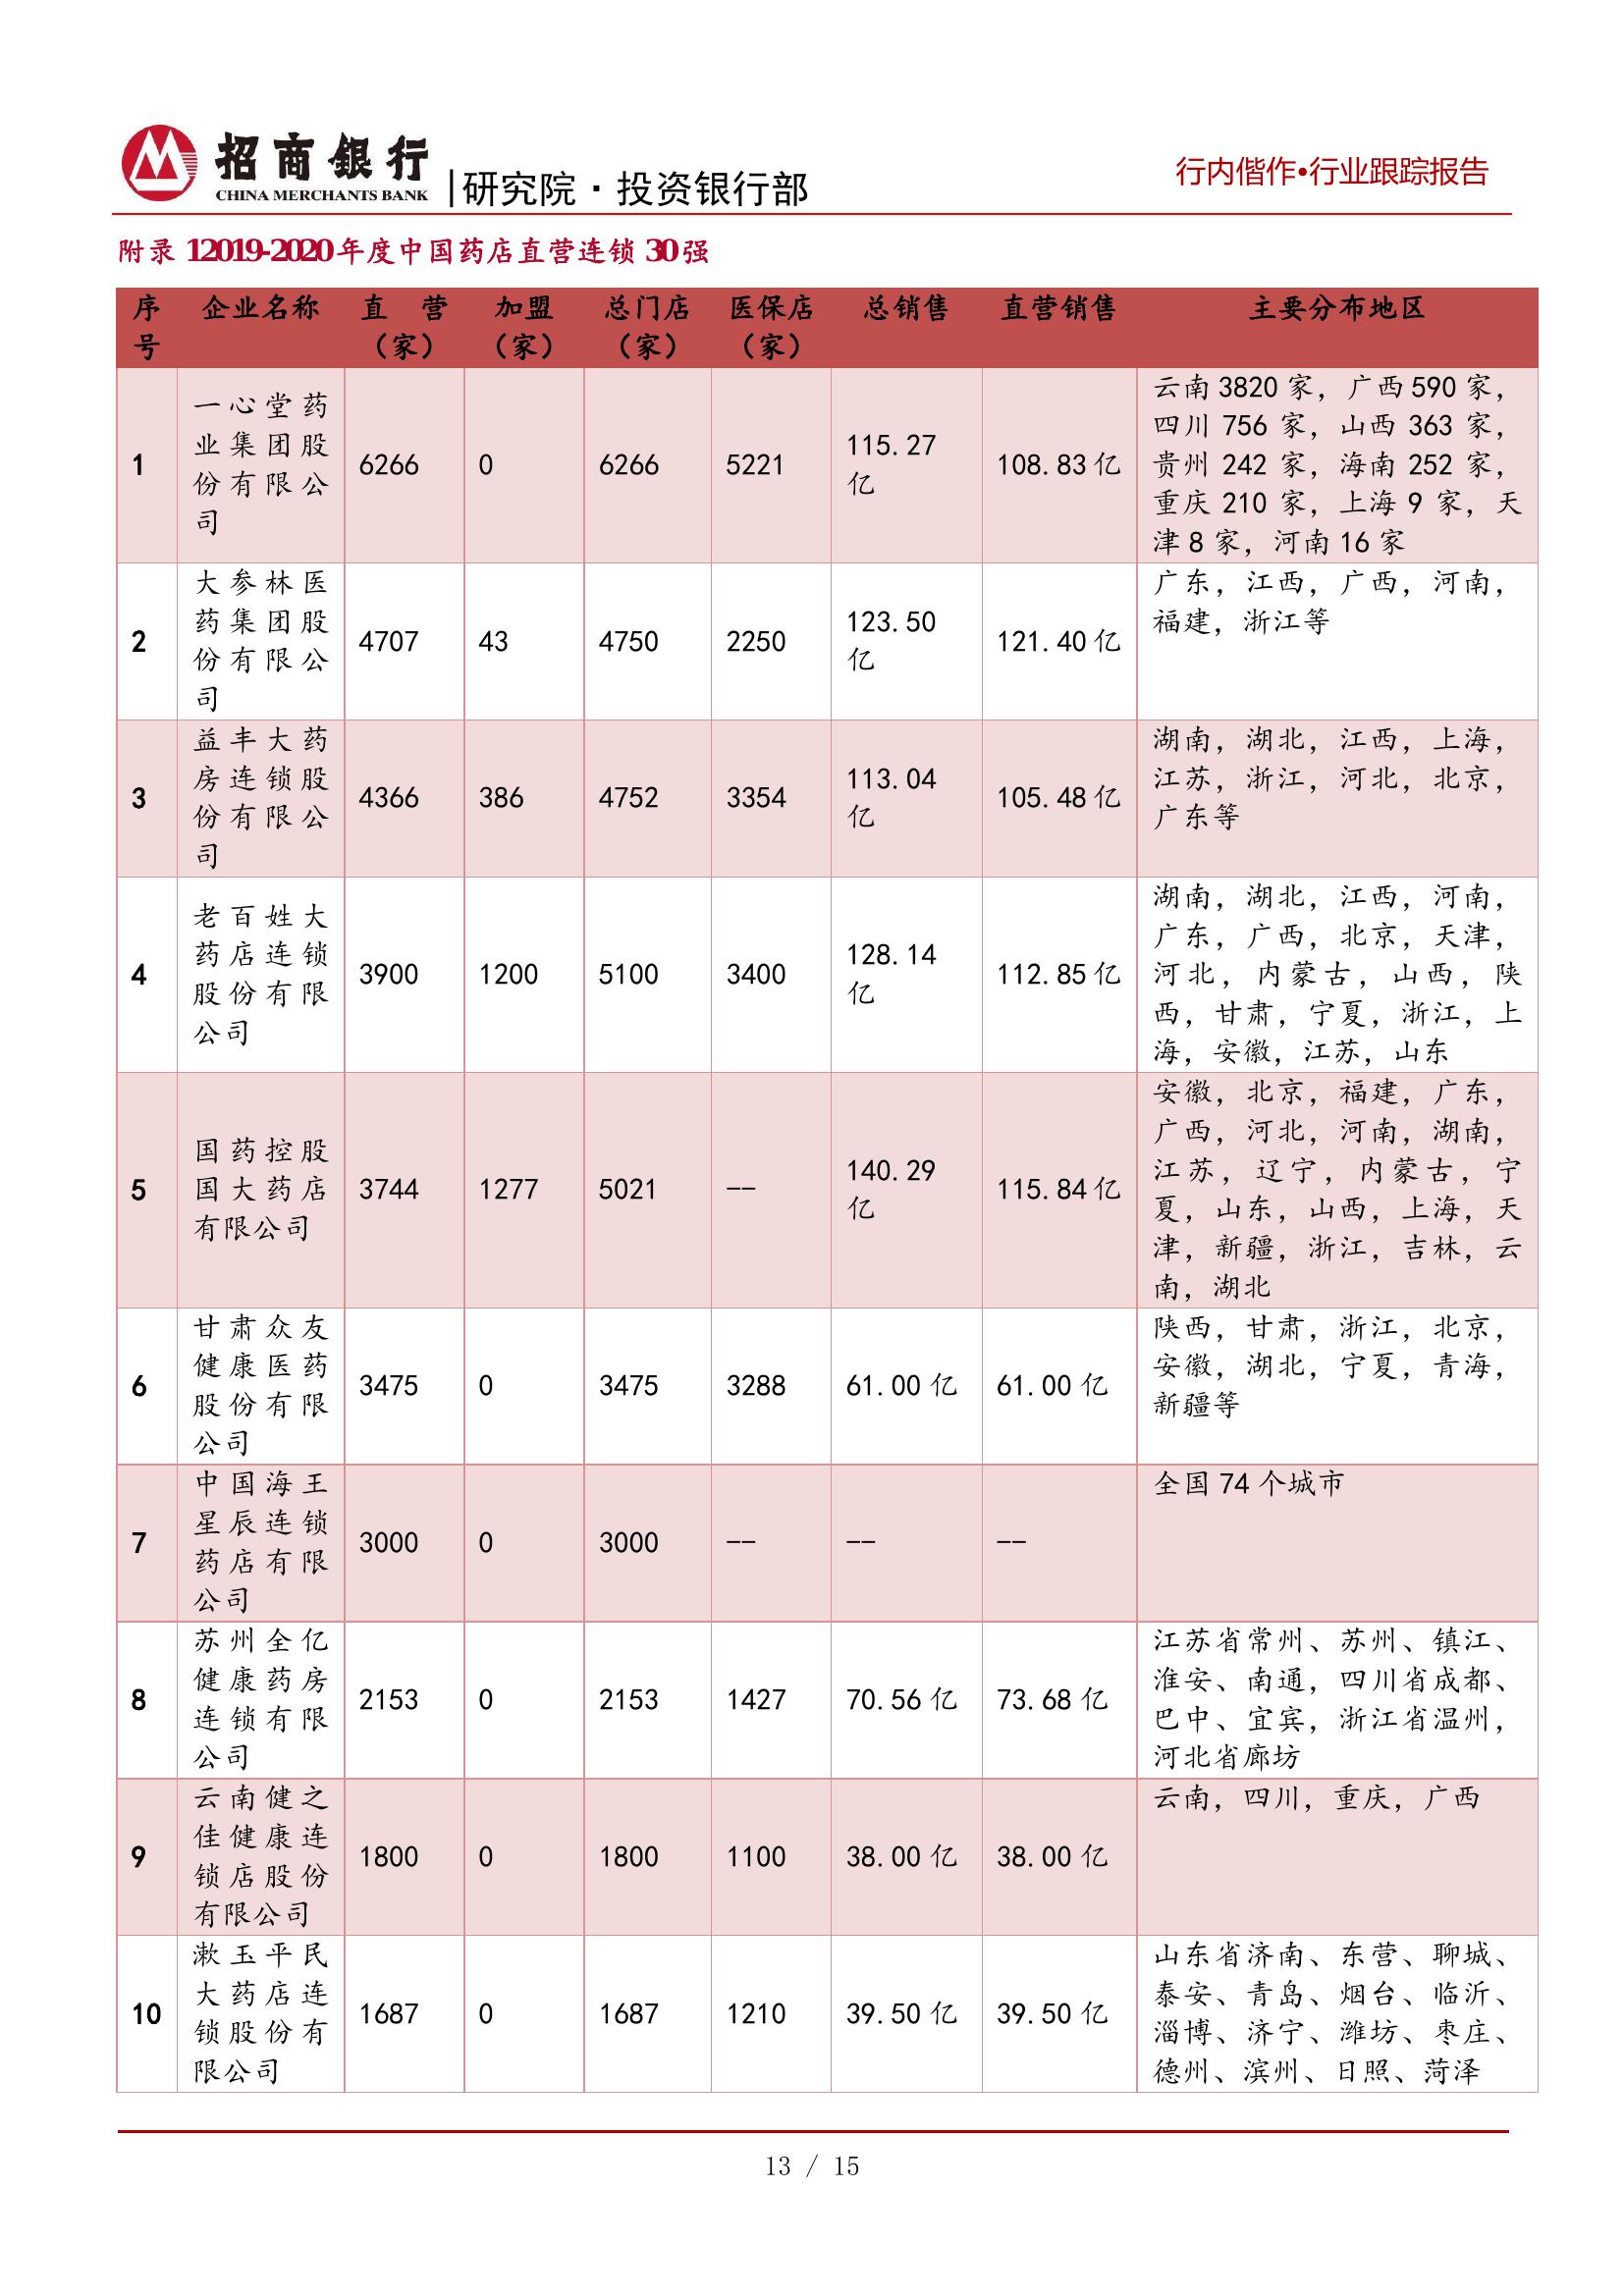 招商银行
CHINA MERCHANTS BANK
|研究院·投资银行部
行内偕作•行业跟踪报告
附录 12019-2020年度中国药店直营连锁 30强
序号 企业名称 直 营（家） 加盟（家） 总门店（家） 医保店（家） 总销售 直营销售 主要分布地区
1
一心堂药
业集团股
份有限公
司
6266
0
6266
5221
115.27
亿
108.83亿
云南3820 家，广西590 家，
四川 756 家，山西 363 家，
贵州 242 家，海南 252 家，
重庆 210 家，上海 9 家，天
津 8 家，河南 16 家
2
大参林医
药集团股
份有限公
司
4707
43
4750
2250
123.50
亿
121.40亿
广东，江西，广西，河南，
福建，浙江等
3
益丰大药
房连锁股
份有限公
司
4366
386
4752
3354
113.04
亿
105.48亿
湖南，湖北，江西，上海，
江苏，浙江，河北，北京，
广东等
4
老百姓大
药店连锁
股份有限
公司
3900
1200
5100
3400
128.14
亿
112.85亿
湖南，湖北，江西，河南，
广东，广西，北京，天津，
河北，内蒙古，山西，陕
西，甘肃，宁夏，浙江，上
海，安徽，江苏，山东
5
国药控股
国大药店
有限公司
3744
1277
5021
--
140.29
亿
115.84亿
安徽，北京，福建，广东，
广西，河北，河南，湖南，
江苏，辽宁，内蒙古，宁
夏，山东，山西，上海，天
津，新疆，浙江，吉林，云
南，湖北
6
甘肃众友
健康医药
股份有限
公司
3475
0
3475
3288
61.00 亿
61.00 亿
陕西，甘肃，浙江，北京，
安徽，湖北，宁夏，青海，
新疆等
7
中国海王
星辰连锁
药店有限
公司
3000
0
3000
--
--
--
全国 74 个城市
8
苏州全亿
健康药房
连锁有限
公司
2153
0
2153
1427
70.56 亿
73.68 亿
江苏省常州、苏州、镇江、
淮安、南通，四川省成都、
巴中、宜宾，浙江省温州，
河北省廊坊
9
云南健之
佳健康连
锁店股份
有限公司
1800
0
1800
1100
38.00 亿
38.00 亿
云南，四川，重庆，广西
10
漱玉平民
大药店连
锁股份有
限公司
1687
0
1687
1210
39.50 亿
39.50 亿
山东省济南、东营、聊城、
泰安、青岛、烟台、临沂、
淄博、济宁、潍坊、枣庄、
德州、滨州、日照、菏泽
13 / 15